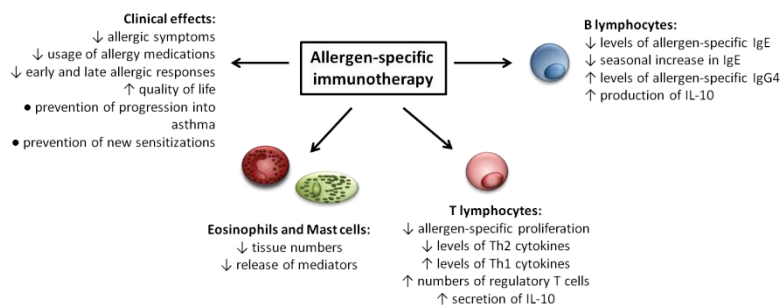 Clinical effects:
↓ allergic symptoms
↓ usage of allergy medications
↓ early and late allergic responses
↑ quality of life
● prevention of progression into
asthma
● prevention of new sensitizations
Allergen-specific
immunotherapy
B lymphocytes:
↓ levels of allergen-specific IgE
↓ seasonal increase in IgE
↑ levels of allergen-specific IgG4
↑ production of IL-10
Eosinophils and Mast cells:
↓ tissue numbers
↓ release of mediators
T lymphocytes:
↓ allergen-specific proliferation
↓ levels of Th2 cytokines
↑ levels of Th1 cytokines
↑ numbers of regulatory T cells
↑ secretion of IL-10